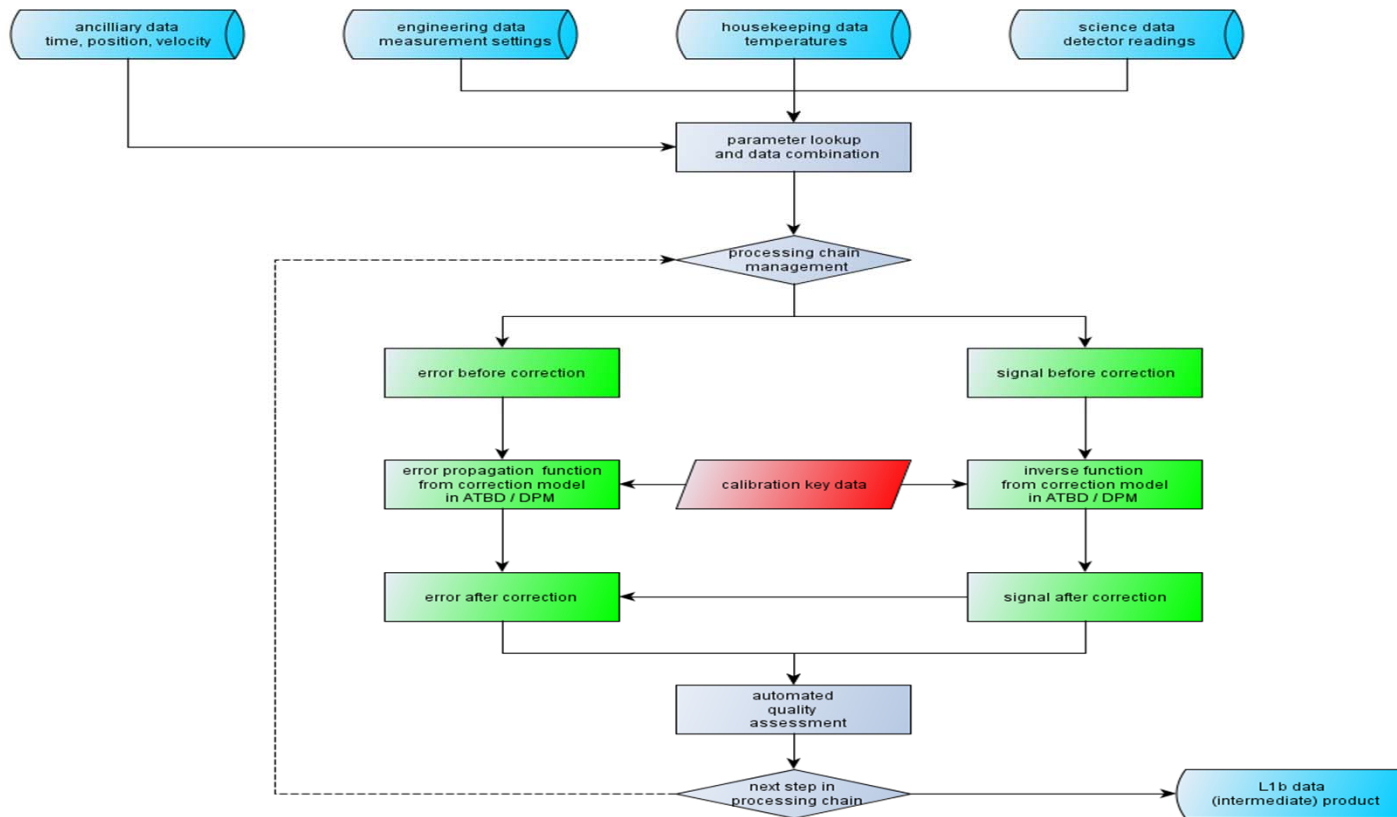 ancilliary data
time, position, velocity
engineering data
measurement settings
housekeeping data
temperatures
science data
detector readings
parameter lookup
and data combination
processing chain
management
error before correction
signal before correction
error propagation function
from correction model
in ATBD / DPM
calibration key data
inverse function
from correction model
in ATBD / DPM
error after correction
signal after correction
automated
quality
assessment
next step in
processing chain
L1b data
(intermediate) product